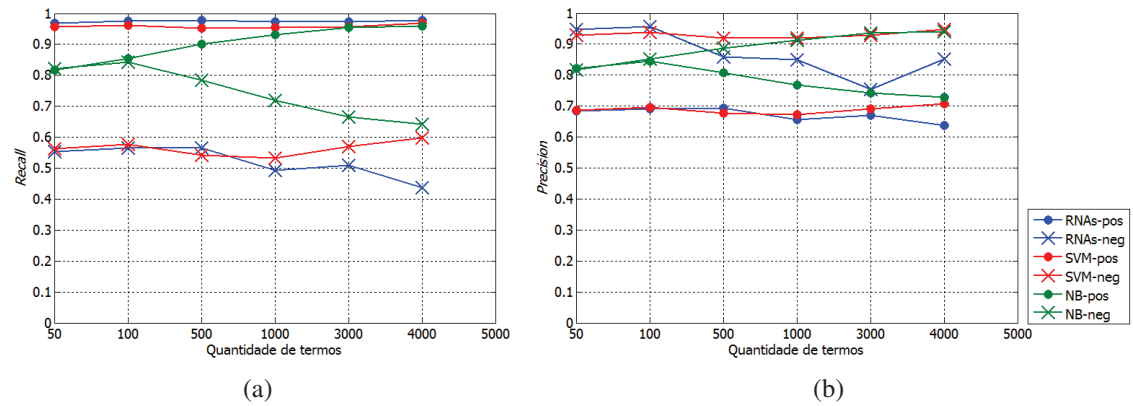 1
0.9
0.8
0.7
0.6
0.5
0.4
0.3
0.2
0.1
0
Recall
50 100 500 1000 3000 4000 5000
Quantidade de termos
(a)
1
0.9
0.8
0.7
0.6
0.5
0.4
0.3
0.2
0.1
0
Precision
50 100 500 1000 3000 4000 5000
Quantidade de termos
(b)
RNAs-pos
RNAs-neg
SVM-pos
SVM-neg
NB-pos
NB-neg